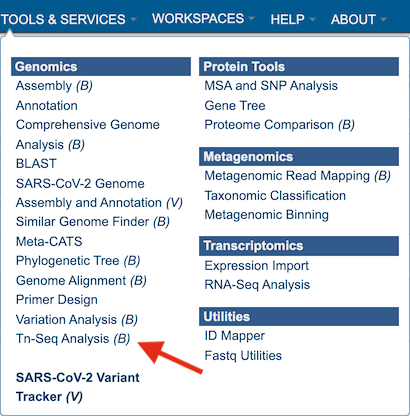 TOOLS & SERVICES WORKSPACES HELP ABOUT
Genomics
Assembly (B)
Annotation
Comprehensive Genome
Analysis (B)
BLAST
SARS-CoV-2 Genome
Assembly and Annotation (V)
Similar Genome Finder (B)
Meta-CATS
Phylogenetic Tree (B)
Genome Alignment (B)
Primer Design
Variation Analysis (B)
Tn-Seq Analysis (B)
SARS-CoV-2 Variant
Tracker (V)
Protein Tools
MSA and SNP Analysis
Gene Tree
Proteome Comparison (B)
Metagenomics
Metagenomic Read Mapping (B)
Taxonomic Classification
Metagenomic Binning
Transcriptomics
Expression Import
RNA-Seq Analysis
Utilities
ID Mapper
Fastq Utilities